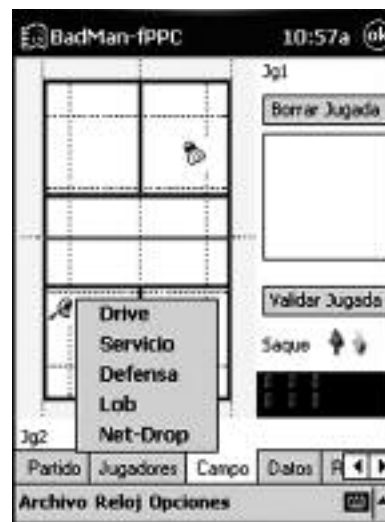 BadMan-fPPC 10:57a ok
Jg1
Borrar Jugada
Validar Jugada
Drive
Servicio
Saque
Defensa
Lob
Net-Drop
Jg2
Partido Jugadores Campo Datos R
Archivo Reloj Opciones